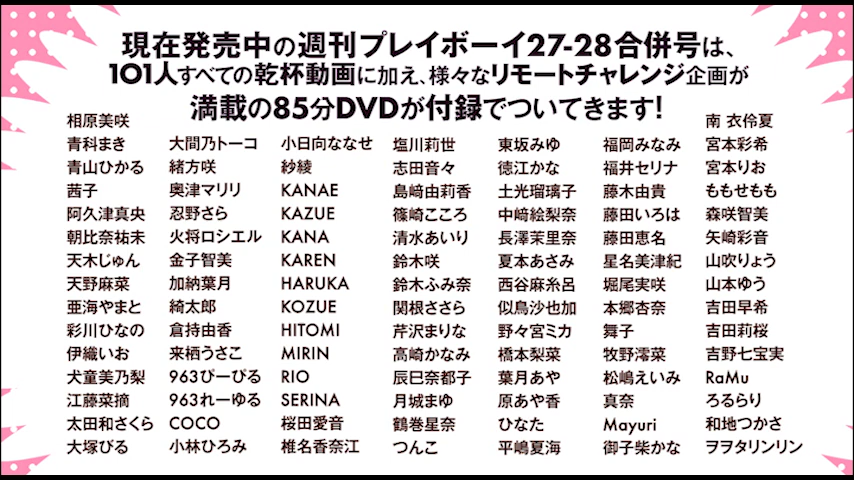 現在発売中の週刊プレイボーイ27-28合併号は、
101人すべての乾杯動画に加え、様々なリモートチャレンジ企画が
満載の85分DVDが付録でついてきます!
相原美咲
青科まき
青山ひかる
茜子
阿久津真央
朝比奈祐未
天木じゅん
天野麻菜
亜海やまと
彩川ひなの
伊織いお
犬童美乃梨
江藤菜摘
太田和さくら
大塚びる
大間乃トーコ
緒方咲
奥津マリリ
忍野さら
火将ロシエル
金子智美
加納葉月
綺太郎
倉持由香
来栖うさこ
963ぴーぴる
963れーゆる
COCO
小林ひろみ
小日向ななせ
紗綾
KANAE
KAZUE
KANA
KAREN
HARUKA
KOZUE
HITOMI
MIRIN
RIO
SERINA
桜田愛音
椎名香奈江
塩川莉世
志田音々
島﨑由莉香
篠崎こころ
清水あいり
鈴木咲
鈴木ふみ奈
関根ささら
芹沢まりな
高崎かなみ
辰巳奈都子
月城まゆ
鶴巻星奈
つんこ
東坂みゆ
徳江かな
土光瑠璃子
中﨑絵梨奈
長澤茉里奈
夏本あさみ
西谷麻糸呂
似鳥沙也加
野々宮ミカ
橋本梨菜
葉月あや
原あや香
ひなた
平嶋夏海
福岡みなみ
福井セリナ
藤木由貴
藤田いろは
藤田恵名
星名美津紀
堀尾実咲
本郷杏奈
舞子
牧野澪菜
松嶋えいみ
真奈
Mayuri
御子柴かな
南 衣伶夏
宮本彩希
宮本りお
ももせもも
森咲智美
矢崎彩音
山吹りょう
山本ゆう
吉田早希
吉田莉桜
吉野七宝実
RaMu
ろるらり
和地つかさ
ヲヲタリンリン